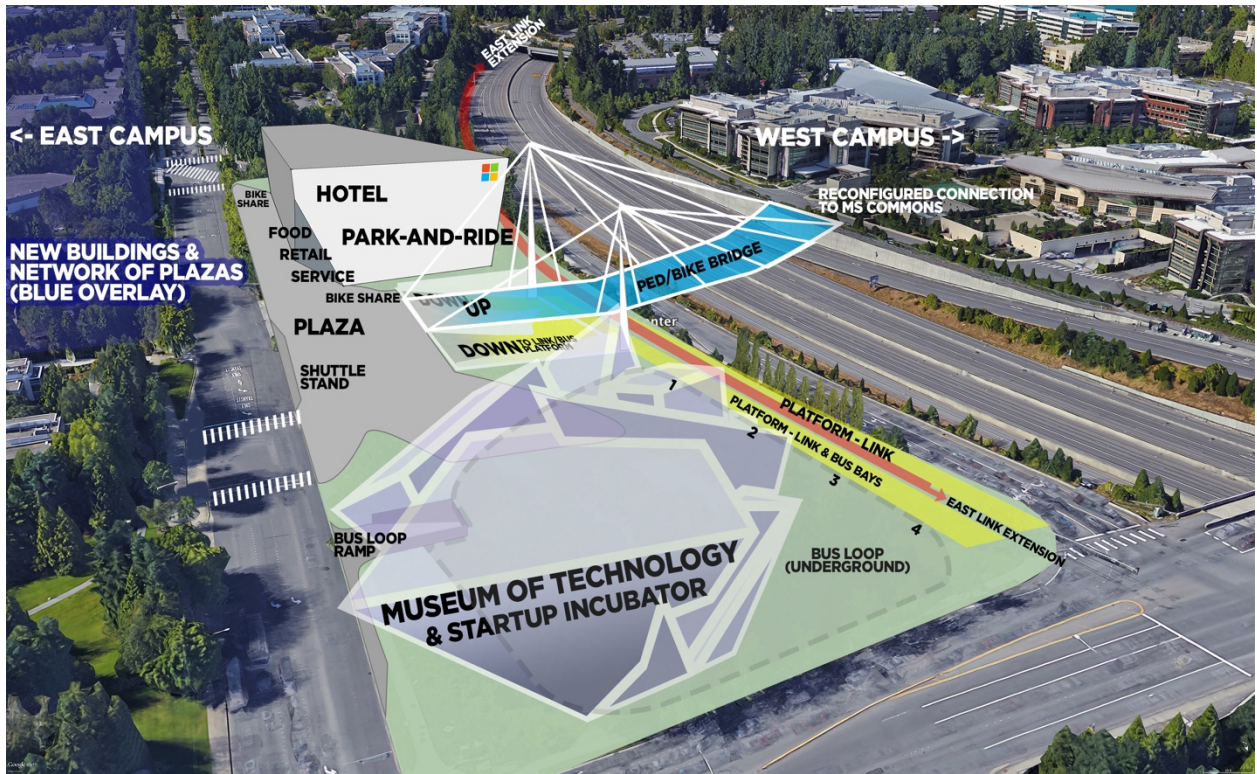 EAST LINK
EXTENSION
<- EAST CAMPUS
WEST CAMPUS ->
HOTEL
BIKE
SHARE
RECONFIGURED CONNECTION
TO MS COMMONS
FOOD
PARK-AND-RIDE
RETAIL
NEW BUILDINGS &
NETWORK OF PLAZAS
(BLUE OVERLAY)
SERVICE
PED/BIKE BRIDGE
BIKE SHARE
DOWN
UP
PLAZA
enter
DOWN TO LINK/BUS
PLATFORM
SHUTTLE
STAND
1
PLATFORM - LINK
2
PLATFORM - LINK & BUS BAYS
3
EAST LINK EXTENSION
4
BUS LOOP
RAMP
BUS LOOP
(UNDERGROUND)
MUSEUM OF TECHNOLOGY
& STARTUP INCUBATOR